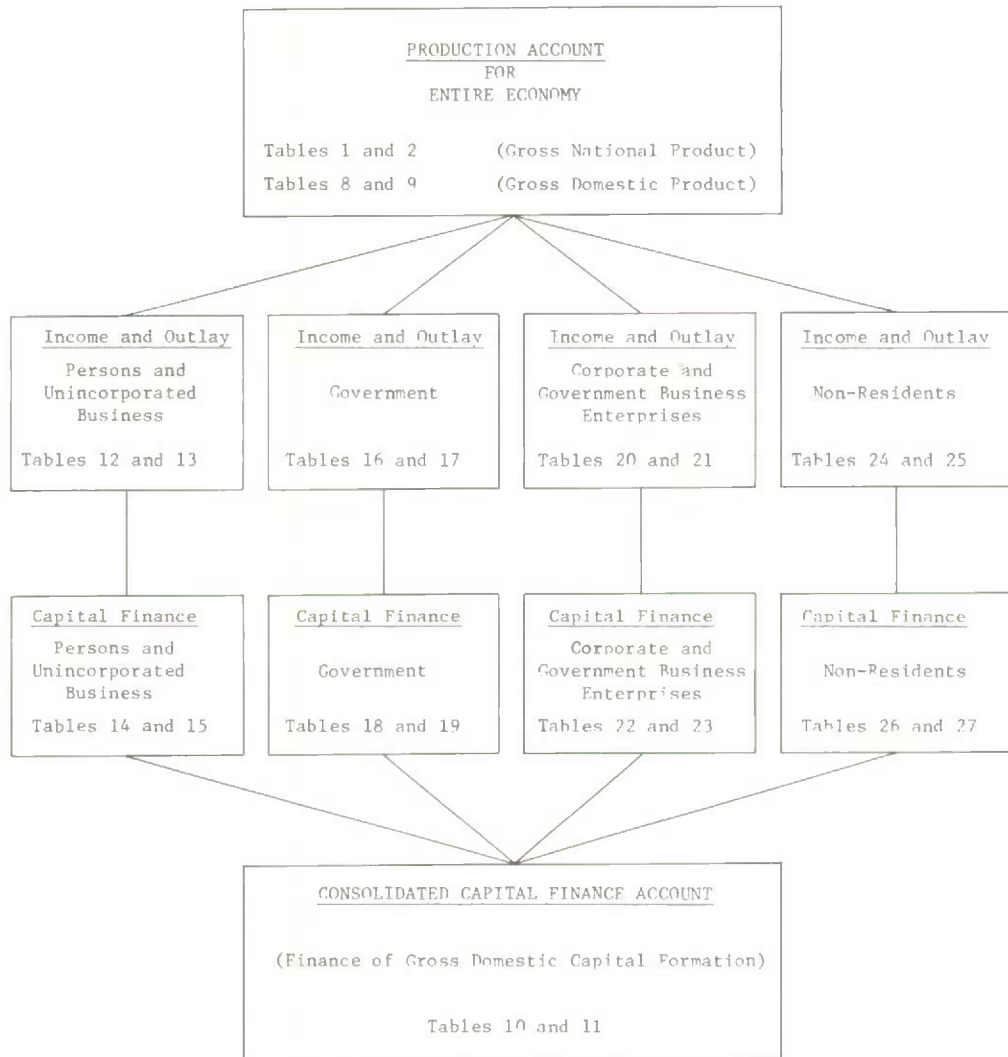 PRODUCTION ACCOUNT
FOR
ENTIRE ECONOMY
Tables 1 and 2 (Gross National Product)
Tables 8 and 9 (Gross Domestic Product)
Income and Outlay
Persons and
Unincorporated
Business
Tables 12 and 13
Income and Outlay
Government
Tables 16 and 17
Income and Outlay
Corporate and
Government Business
Enterprises
Tables 20 and 21
Income and Outlay
Non-Residents
Tables 24 and 25
Capital Finance
Persons and
Unincorporated
Business
Tables 14 and 15
Capital Finance
Government
Tables 18 and 19
Capital Finance
Corporate and
Government Business
Enterprises
Tables 22 and 23
Capital Finance
Non-Residents
Tables 26 and 27
CONSOLIDATED CAPITAL FINANCE ACCOUNT
(Finance of Gross Domestic Capital Formation)
Tables 10 and 11